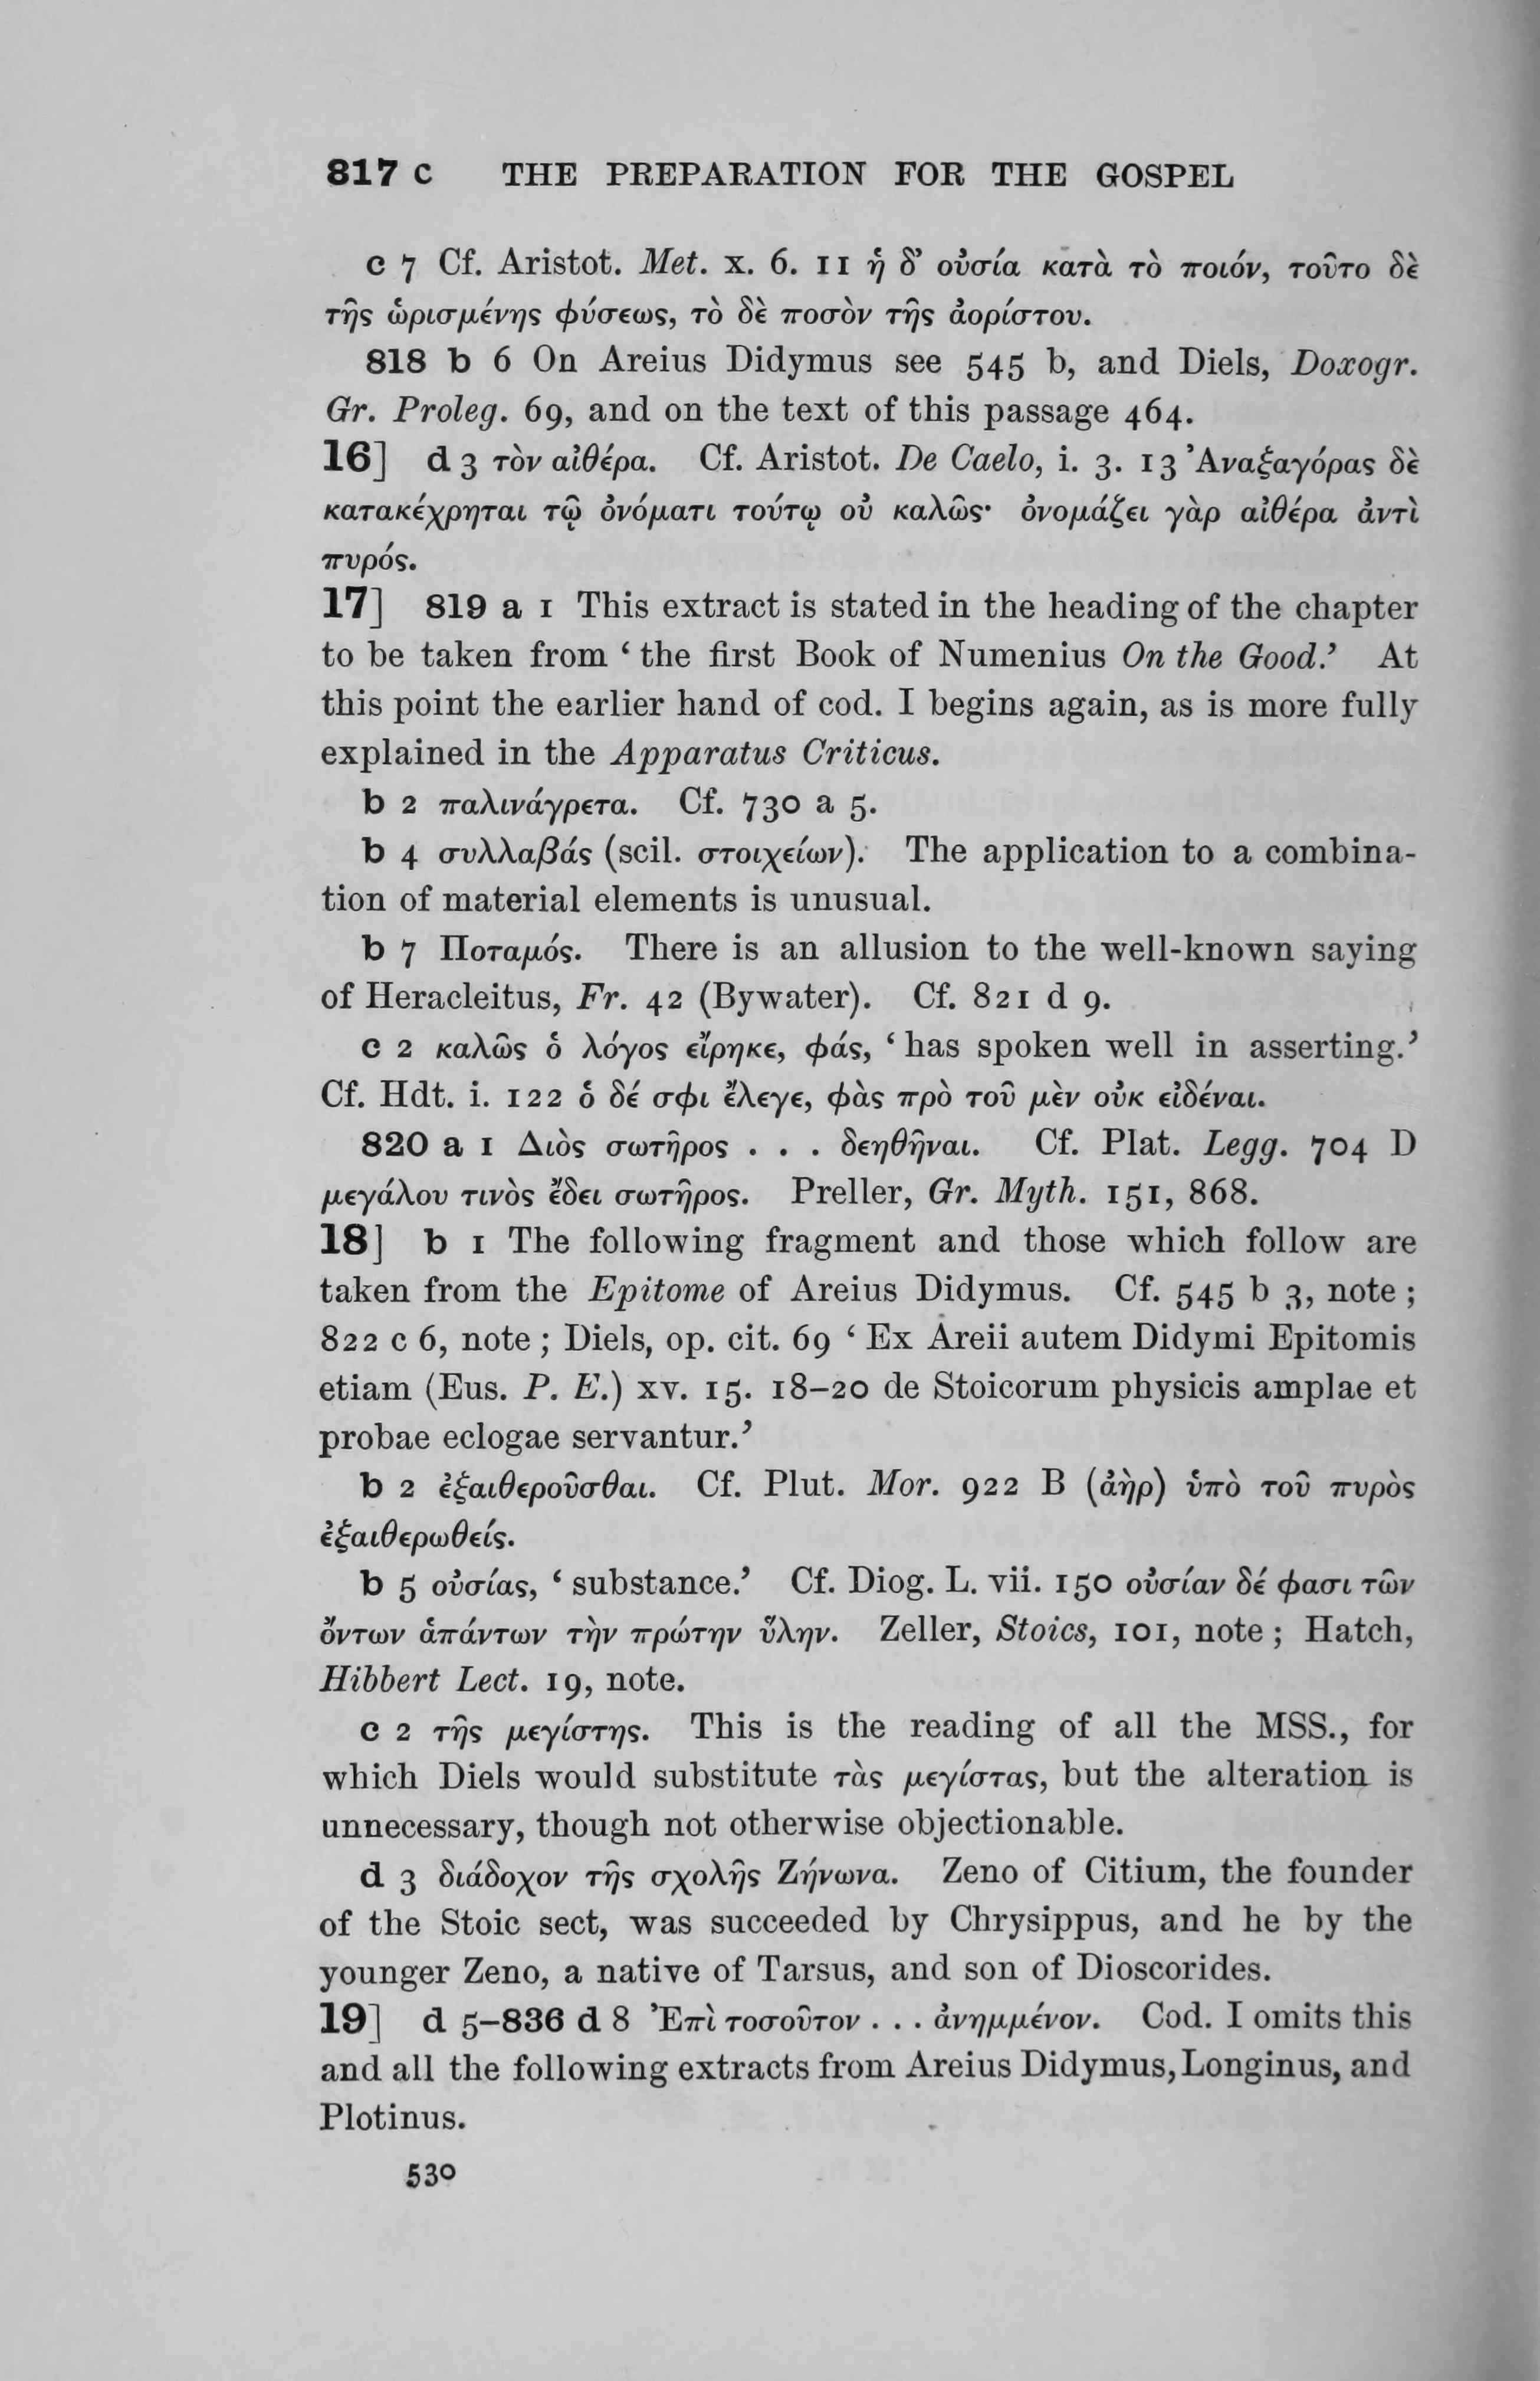 817 c THE PREPARATION FOR THE GOSPEL
c 7 Cf. Aristot. Met. x. 6. 11 ἡ δ’ οὐσία κατὰ τὸ ποιόν, τοῦτο δὲ
τῆς ὡρισμένης φύσεως, τὸ δὲ ποσὸν τῆς ἀορίστου.
818 b 6 On Areius Didymus see 545 b, and Diels, Doxogr.
Gr. Proleg. 69, and on the text of this passage 464.
16] d 3 τὸν αἰθέρα. Cf. Aristot. De Caelo, i. 3. 13 Ἀναξαγόρας δὲ
κατακέχρηται τῷ ὀνόματι τούτῳ οὐ καλῶς· ὀνομάζει γὰρ αἰθέρα ἀντὶ
πυρός.
17] 819 a 1 This extract is stated in the heading of the chapter
to be taken from ‘ the first Book of Numenius On the Good.’ At
this point the earlier hand of cod. I begins again, as is more fully
explained in the Apparatus Criticus.
b 2 παλινάγρετα. Cf. 730 a 5.
b 4 συλλαβάς (scil. στοιχείων). The application to a combina-
tion of material elements is unusual.
b 7 Ποταμός. There is an allusion to the well-known saying
of Heracleitus, Fr. 42 (Bywater). Cf. 821 d 9.
c 2 καλῶς ὁ λόγος εἴρηκε, φάς, ‘ has spoken well in asserting.’
Cf. Hdt. i. 122 ὁ δέ σφι ἔλεγε, φὰς πρὸ τοῦ μὲν οὐκ εἰδέναι.
820 a 1 Διὸς σωτῆρος . . . δεηθῆναι. Cf. Plat. Legg. 704 D
μεγάλου τινὸς ἔδει σωτῆρος. Preller, Gr. Myth. 151, 868.
18] b 1 The following fragment and those which follow are
taken from the Epitome of Areius Didymus. Cf. 545 b 3, note ;
822 c 6, note ; Diels, op. cit. 69 ‘ Ex Areii autem Didymi Epitomis
etiam (Eus. P. E.) xv. 15. 18–20 de Stoicorum physicis amplae et
probae eclogae servantur.’
b 2 ἐξαιθεροῦσθαι. Cf. Plut. Mor. 922 B (ἀὴρ) ὑπὸ τοῦ πυρὸς
ἐξαιθερωθείς.
b 5 οὐσίας, ‘ substance.’ Cf. Diog. L. vii. 150 οὐσίαν δέ φασι τῶν
ὄντων ἁπάντων τὴν πρώτην ὕλην. Zeller, Stoics, 101, note ; Hatch,
Hibbert Lect. 19, note.
c 2 τῆς μεγίστης. This is the reading of all the MSS., for
which Diels would substitute τὰς μεγίστας, but the alteration is
unnecessary, though not otherwise objectionable.
d 3 διάδοχον τῆς σχολῆς Ζήνωνα. Zeno of Citium, the founder
of the Stoic sect, was succeeded by Chrysippus, and he by the
younger Zeno, a native of Tarsus, and son of Dioscorides.
19] d 5–836 d 8 Ἐπὶ τοσοῦτον . . . ἀνημμένον. Cod. I omits this
and all the following extracts from Areius Didymus, Longinus, and
Plotinus.
530